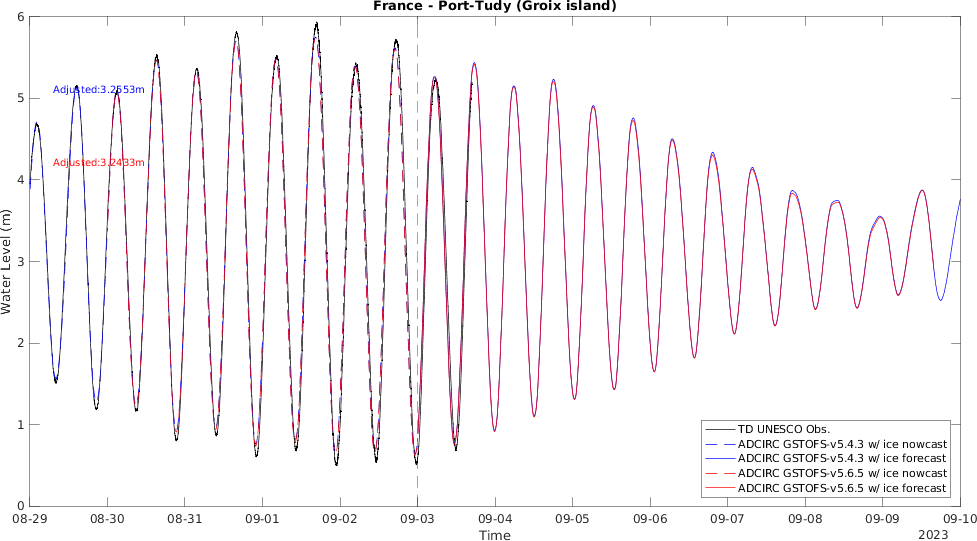 France - Port-Tudy (Groix island)
Water Level (m)
6
5
4
3
2
1
0
Adjusted:3.2553m
Adjusted:3.2433m
TD UNESCO Obs.
ADCIRC GSTOFS-v5.4.3 w/ ice nowcast
ADCIRC GSTOFS-v5.4.3 w/ ice forecast
ADCIRC GSTOFS-v5.6.5 w/ ice nowcast
ADCIRC GSTOFS-v5.6.5 w/ ice forecast
08-29 08-30 08-31 09-01 09-02 09-03 09-04 09-05 09-06 09-07 09-08 09-09 09-10
Time
2023